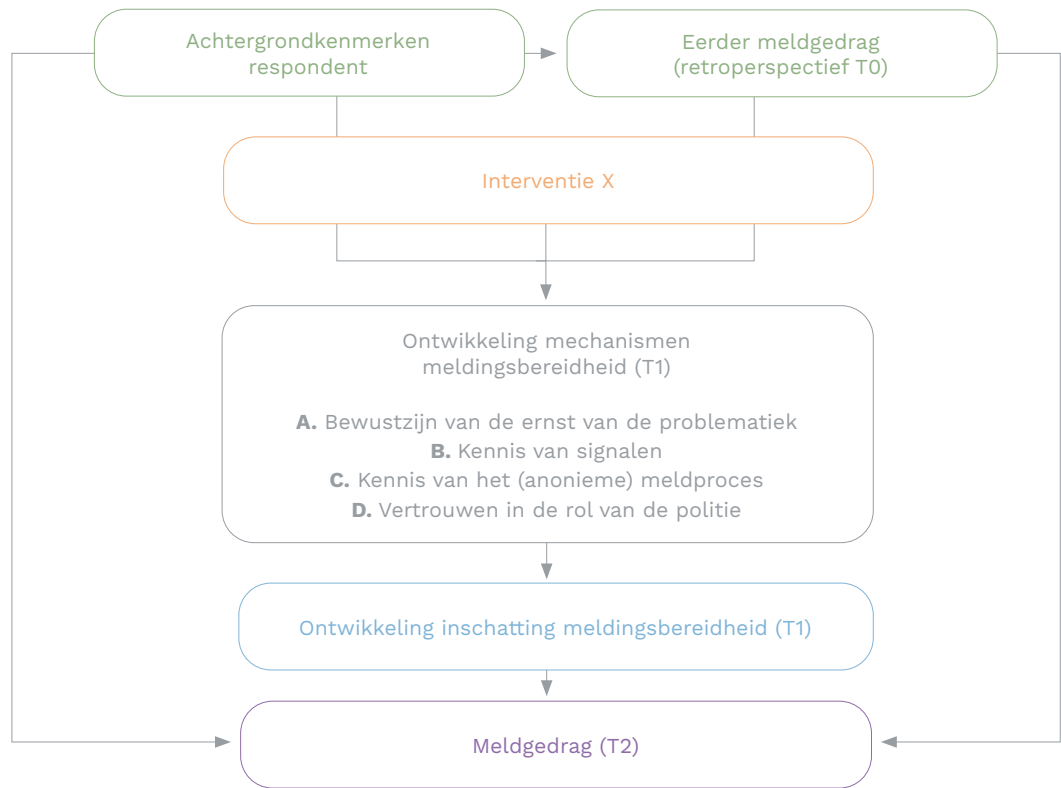 Achtergrondkenmerken
respondent
Eerder meldgedrag
(retroperspectief T0)
Interventie X
Ontwikkeling mechanismen
meldingsbereidheid (T1)
A. Bewustzijn van de ernst van de problematiek
B. Kennis van signalen
C. Kennis van het (anonieme) meldproces
D. Vertrouwen in de rol van de politie
Ontwikkeling inschatting meldingsbereidheid (T1)
Meldgedrag (T2)